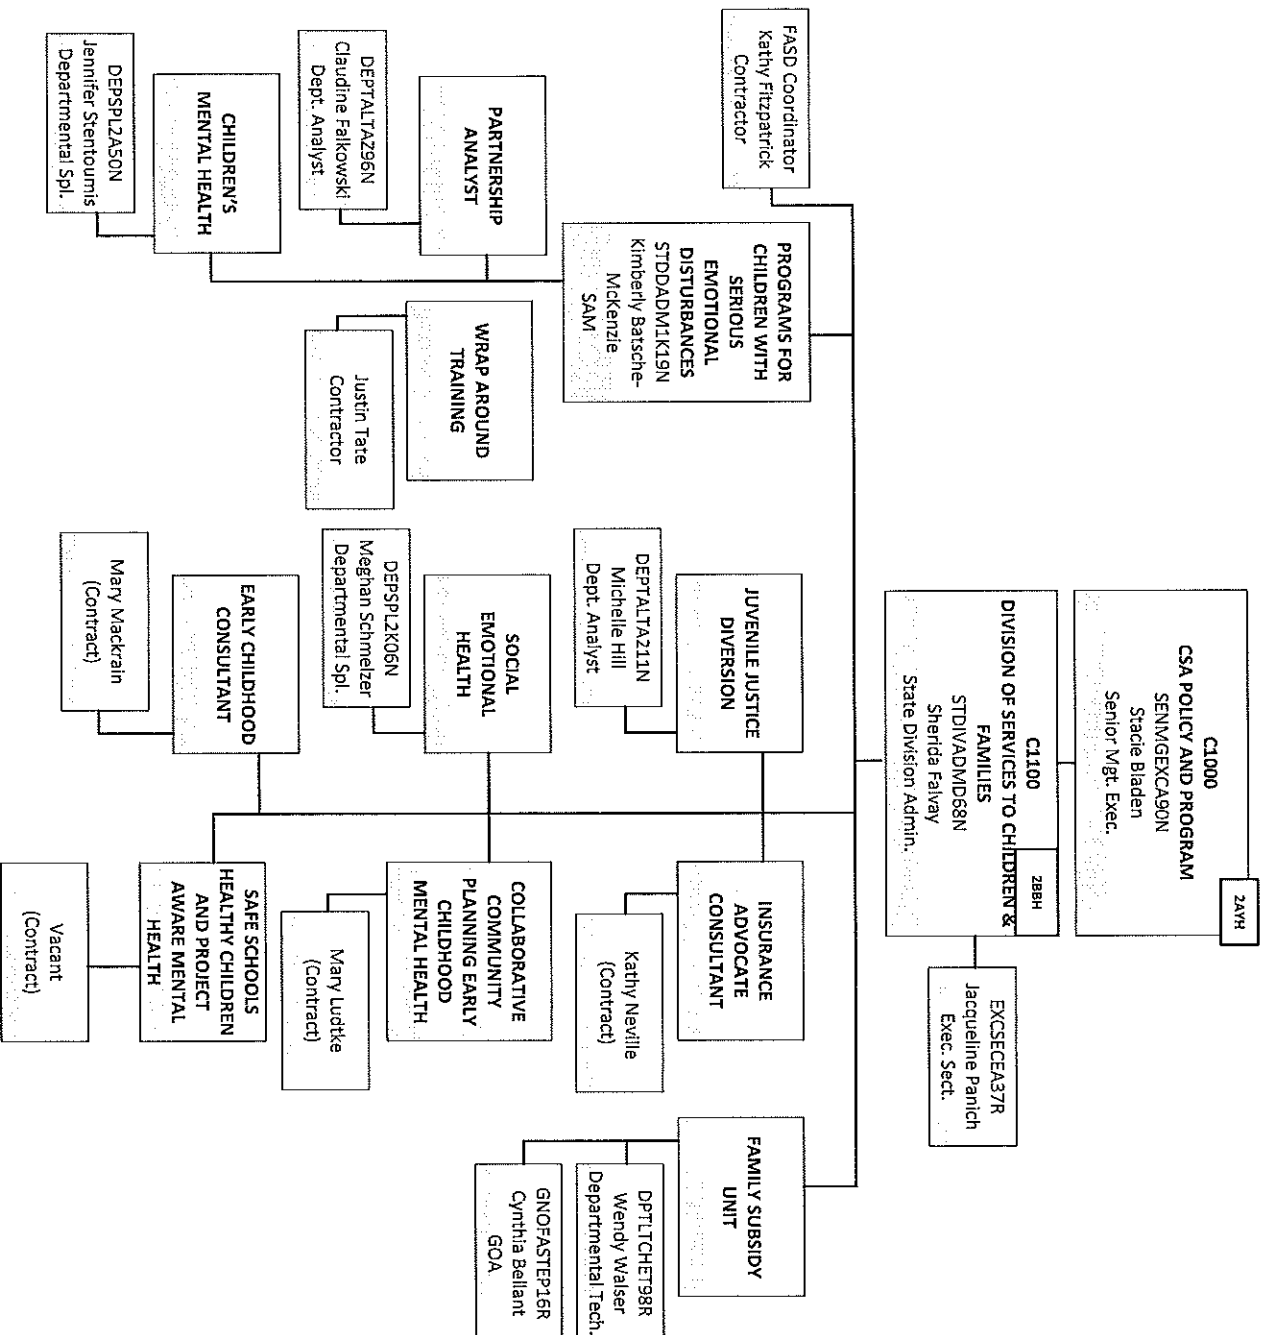 2AYH
C1000
CSA POLICY AND PROGRAM
SENMGEXCA90N
Stacie Bladen
Senior Mgt. Exec.
2BBH
C1100
DIVISION OF SERVICES TO CHILDREN &
FAMILIES
STDIVADMD68N
Sherida Falvay
State Division Admin.
EXCSECEA37R
Jacqueline Panich
Exec. Sect.
FASD Coordinator
Kathy Fitzpatrick
Contractor
PROGRAMS FOR
CHILDREN WITH
SERIOUS
EMOTIONAL
DISTURBANCES
STDDADM1K19N
Kimberly Batsche-
McKenzie
SAM
PARTNERSHIP
ANALYST
DEPTALTAZ96N
Claudine Falkowski
Dept. Analyst
CHILDREN'S
MENTAL HEALTH
DEPSPL2A50N
Jennifer Stentoumis
Departmental Spl.
WRAP AROUND
TRAINING
Justin Tate
Contractor
JUVENILE JUSTICE
DIVERSION
DEPTALTA211N
Michelle Hill
Dept. Analyst
SOCIAL
EMOTIONAL
HEALTH
DEPSPL2K06N
Meghan Schmelzer
Departmental Spl.
EARLY CHILDHOOD
CONSULTANT
Mary Mackrain
(Contract)
INSURANCE
ADVOCATE
CONSULTANT
Kathy Neville
(Contract)
COLLABORATIVE
COMMUNITY
PLANNING EARLY
CHILDHOOD
MENTAL HEALTH
Mary Ludtke
(Contract)
SAFE SCHOOLS
HEALTHY CHILDREN
AND PROJECT
AWARE MENTAL
HEALTH
Vacant
(Contract)
FAMILY SUBSIDY
UNIT
DPTLTCHET98R
Wendy Walser
Departmental Tech.
GNOFASTEP16R
Cynthia Bellant
GOA